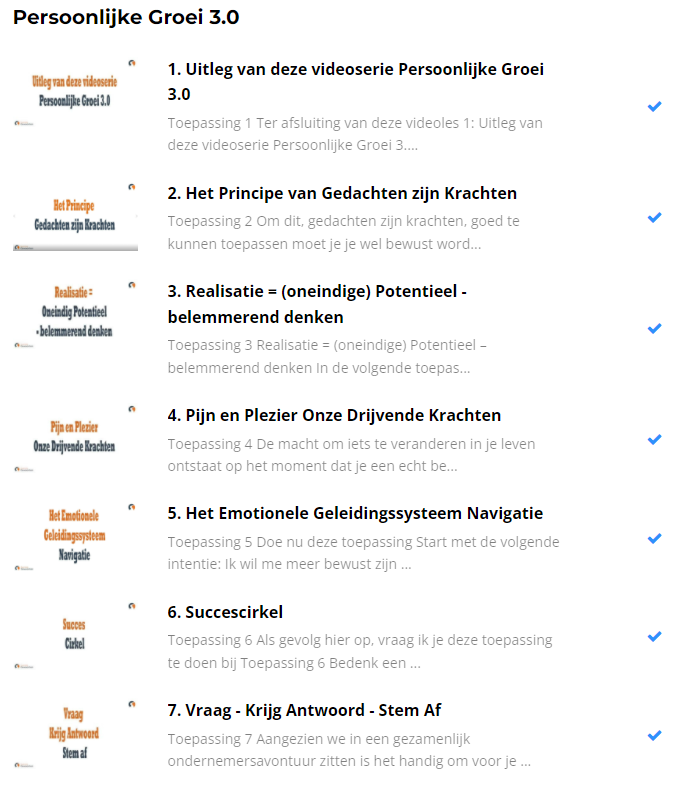 Persoonlijke Groei 3.0
Uitleg van deze videoserie
Persoonlijke Groei 3.0
1. Uitleg van deze videoserie Persoonlijke Groei
3.0
Toepassing 1 Ter afsluiting van deze videoles 1: Uitleg van
deze videoserie Persoonlijke Groei 3....
Het Principe
Gedachten zijn Krachten
2. Het Principe van Gedachten zijn Krachten
Toepassing 2 Om dit, gedachten zijn krachten, goed te
kunnen toepassen moet je je wel bewust word...
Realisatie =
Oneindig Potentieel
- belemmerend denken
3. Realisatie = (oneindige) Potentieel -
belemmerend denken
Toepassing 3 Realisatie = (oneindige) Potentieel –
belemmerend denken In de volgende toepas...
Pijn en Plezier
Onze Drijvende Krachten
4. Pijn en Plezier Onze Drijvende Krachten
Toepassing 4 De macht om iets te veranderen in je leven
ontstaat op het moment dat je een echt be...
Het Emotionele
Geleidingssysteem
Navigatie
5. Het Emotionele Geleidingssysteem Navigatie
Toepassing 5 Doe nu deze toepassing Start met de volgende
intentie: Ik wil me meer bewust zijn ...
Succes
Cirkel
6. Succescirkel
Toepassing 6 Als gevolg hier op, vraag ik je deze toepassing
te doen bij Toepassing 6 Bedenk een ...
Vraag
Krijg Antwoord
Stem af
7. Vraag - Krijg Antwoord - Stem Af
Toepassing 7 Aangezien we in een gezamenlijk
ondernemersavontuur zitten is het handig om voor je ...